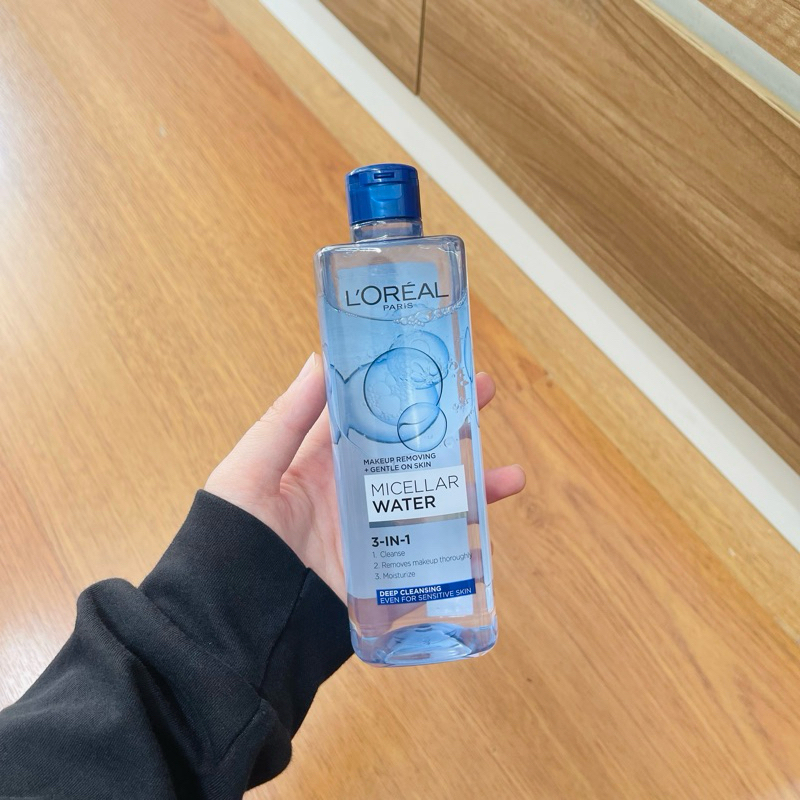 L'ORÉAL
PARIS
MAKEUP REMOVING
+ GENTLE ON SKIN
MICELLAR
WATER
3-IN-1
1. Cleanse
2. Removes makeup thoroughly
3. Moisturize
DEEP CLEANSING
EVEN FOR SENSITIVE SKIN